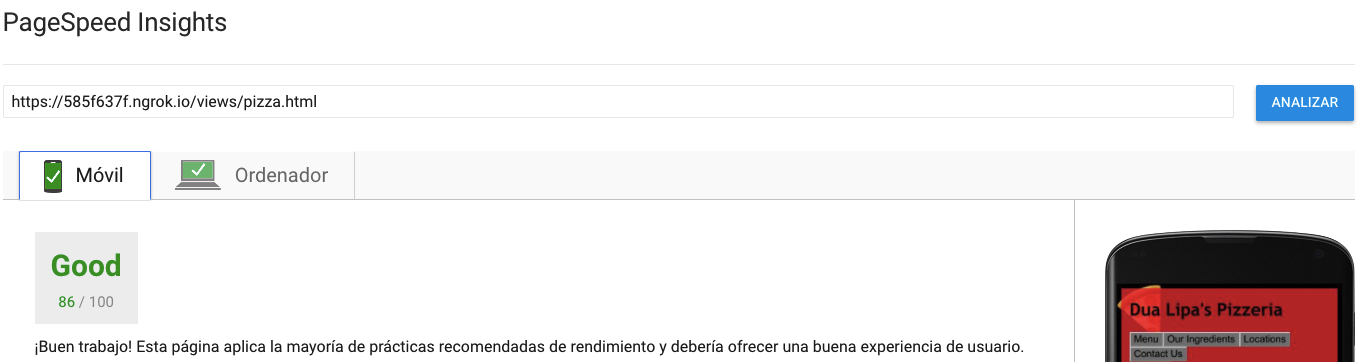 PageSpeed Insights
https://585f637f.ngrok.io/views/pizza.html
ANALIZAR
Móvil
Ordenador
Good
86 / 100
¡Buen trabajo! Esta página aplica la mayoría de prácticas recomendadas de rendimiento y debería ofrecer una buena experiencia de usuario.
Dua Lipa's Pizzeria
Menu Our Ingredients Locations
Contact Us